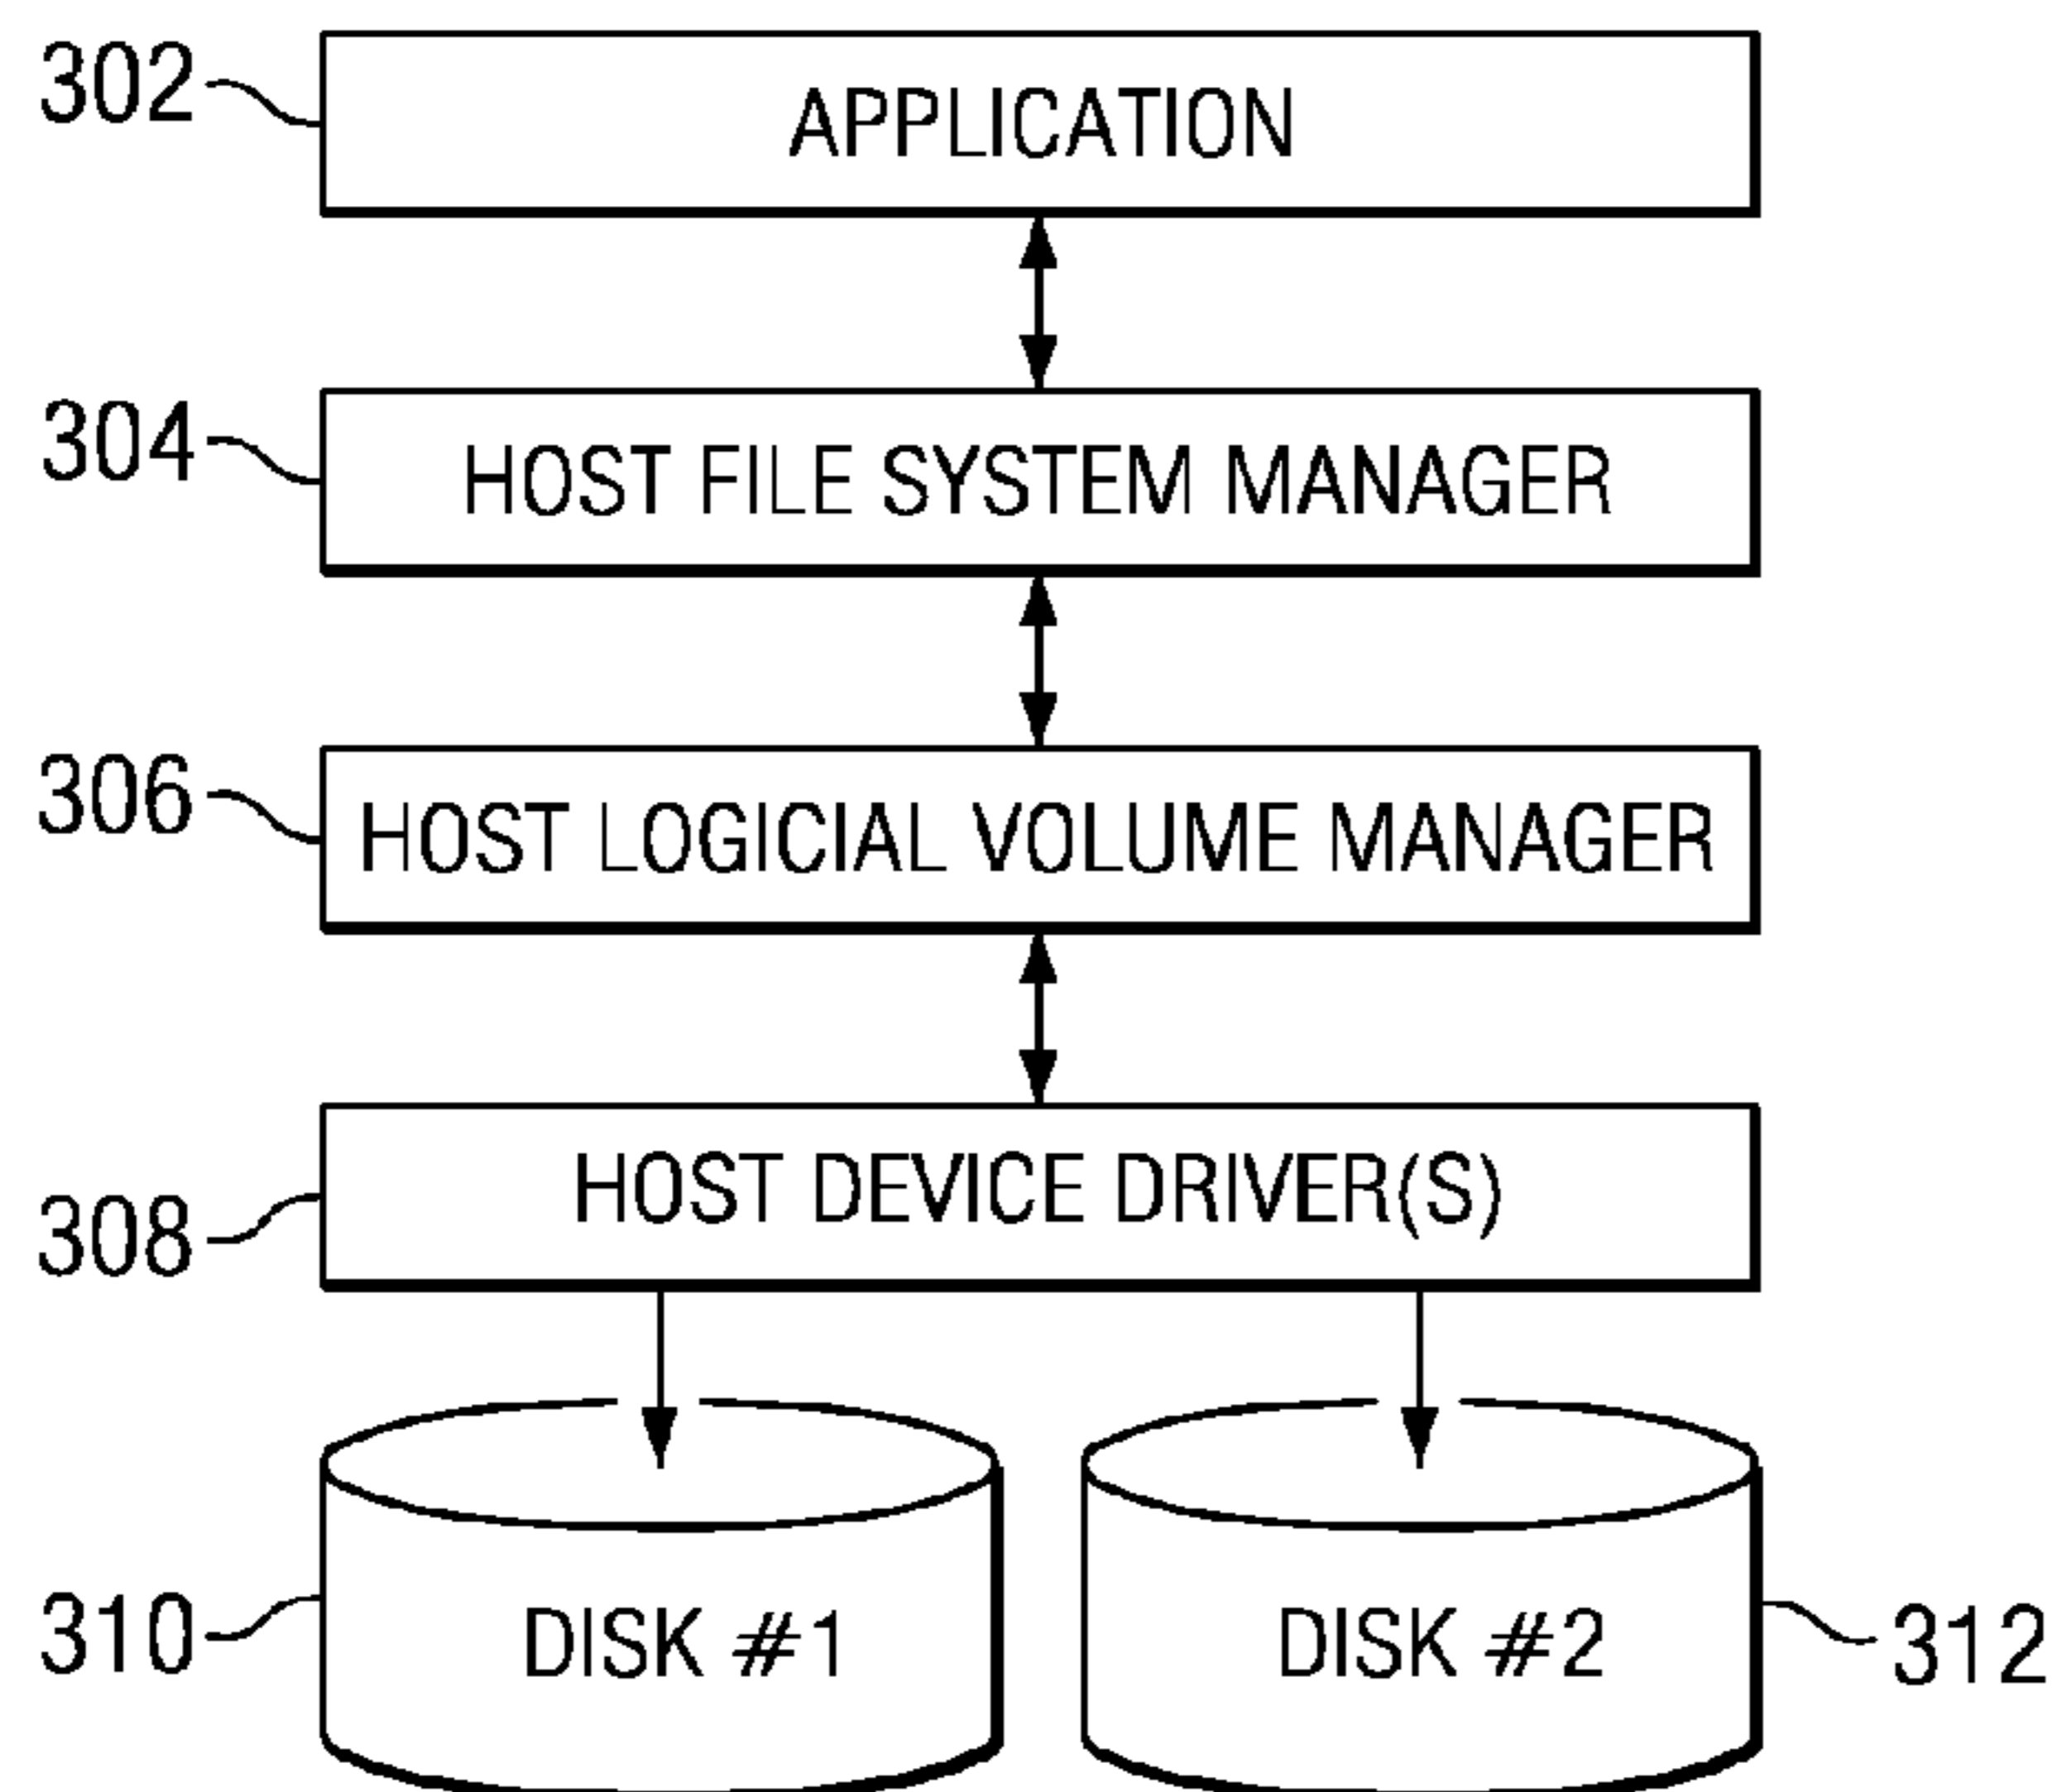 302
APPLICATION
304
HOST FILE SYSTEM MANAGER
306
HOST LOGICIAL VOLUME MANAGER
HOST DEVICE DRIVER(S)
308
310
DISK #1
DISK #2
312